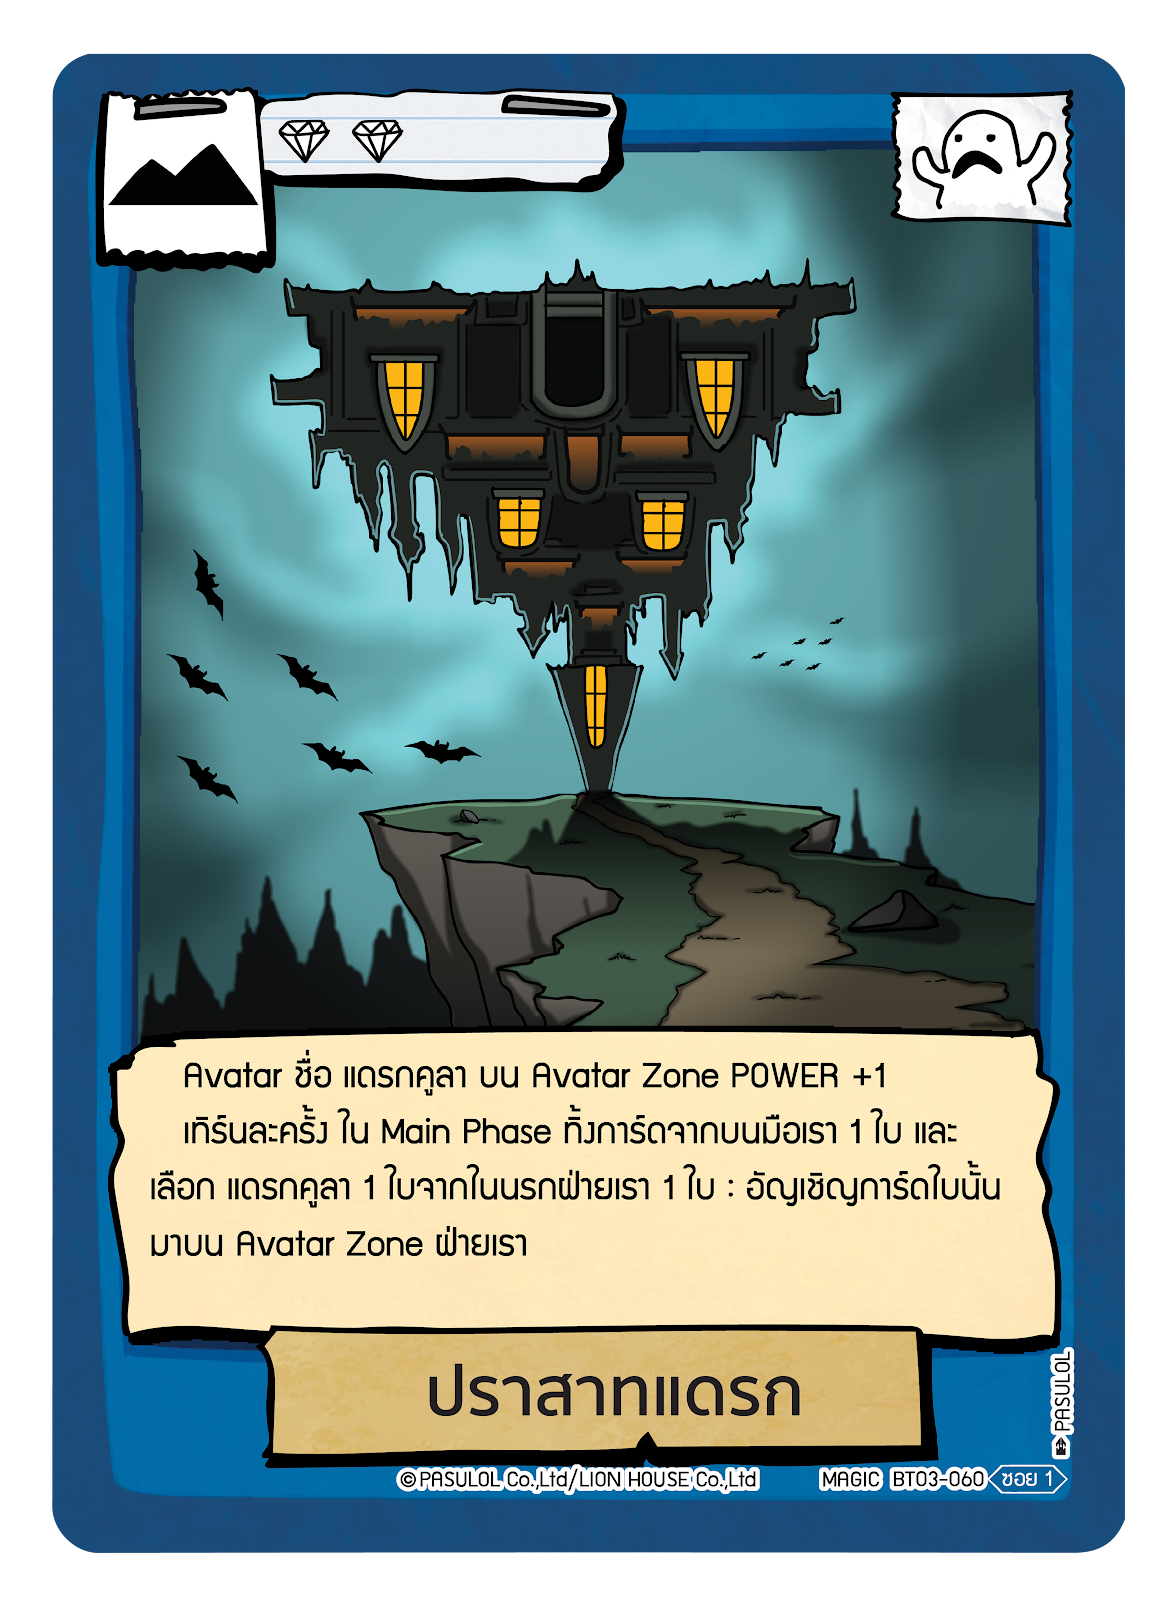 Avatar ชื่อ แดรกคูลา บน Avatar Zone POWER +1
เทิร์นละครั้ง ใน Main Phase ทิ้งการ์ดจากบนมือเรา 1 ใบ และ
เลือก แดรกคูลา 1 ใบจากในนรกฝ่ายเรา 1 ใบ : อัญเชิญการ์ดใบนั้น
มาบน Avatar Zone ฝ่ายเรา
ปราสาทแดรก
PASULOL
©PASULOL Co.,Ltd/LION HOUSE Co.,Ltd MAGIC BT03-060 ซอย 1